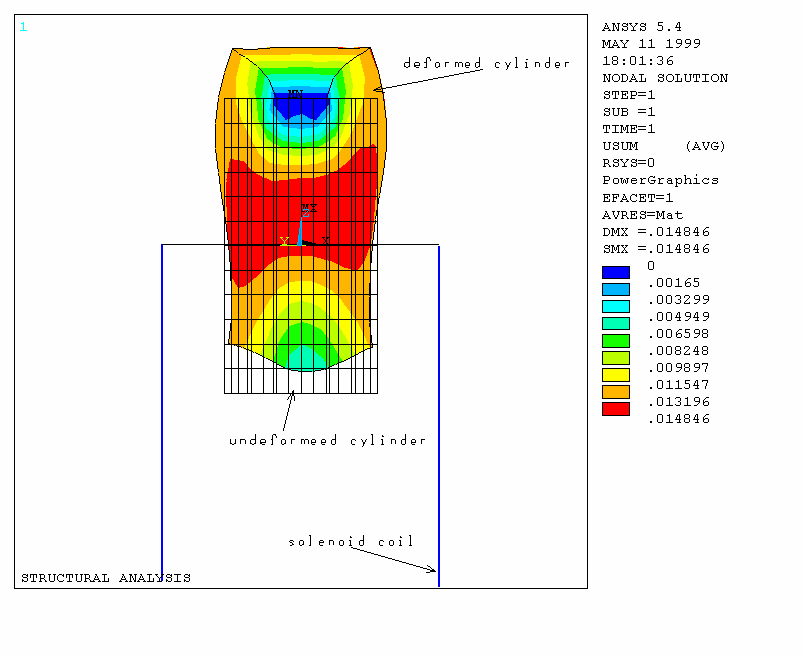 1
deformed cylinder
MN
MX
Z
Y
X
undeformeed cylinder
solenoid coil
STRUCTURAL ANALYSIS
ANSYS 5.4
MAY 11 1999
18:01:36
NODAL SOLUTION
STEP=1
SUB =1
TIME=1
USUM (AVG)
RSYS=0
PowerGraphics
EFACET=1
AVRES=Mat
DMX =.014846
SMX =.014846
0
.00165
.003299
.004949
.006598
.008248
.009897
.011547
.013196
.014846